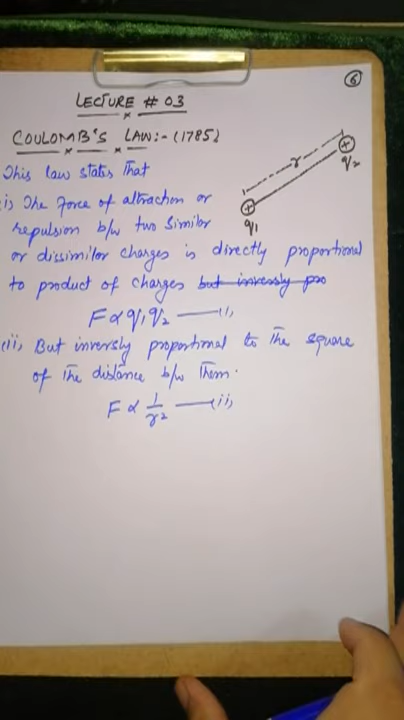 6
LECTURE # 03
COULOMB'S LAW:- (1785)
This law states that
i, The Force of attraction or
repulsion b/w two similar
or dissimilar charges is directly proportional
to product of charges but inversly pro
F ∝ q1 q2 —— (i,
(ii, But inversly proportional to The square
of The distance b/w Them.
F ∝ 1/r2 —— (ii,
r
+
q2
+
q1